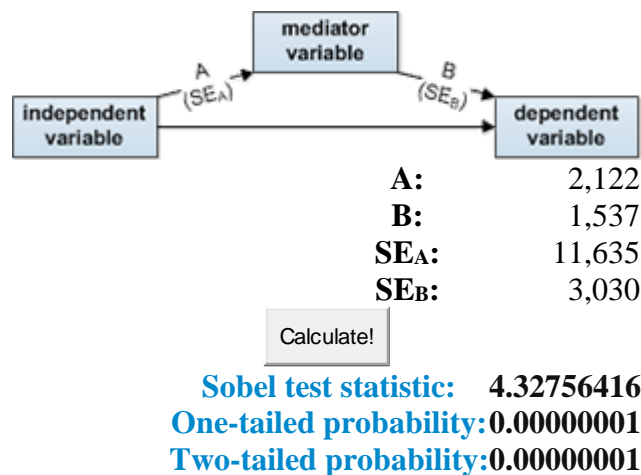 mediator
variable
A
(SEA)
B
(SEB)
independent
variable
dependent
variable
A: 2,122
B: 1,537
SEA: 11,635
SEB: 3,030
Calculate!
Sobel test statistic: 4.32756416
One-tailed probability: 0.00000001
Two-tailed probability: 0.00000001